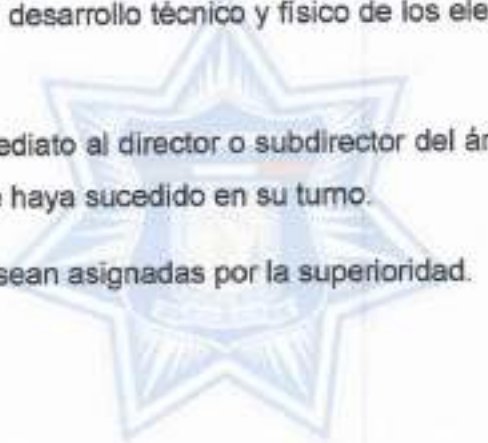 desarrollo técnico y físico de los ele
ediato al director o subdirector del ár
e haya sucedido en su turno.
sean asignadas por la superioridad.